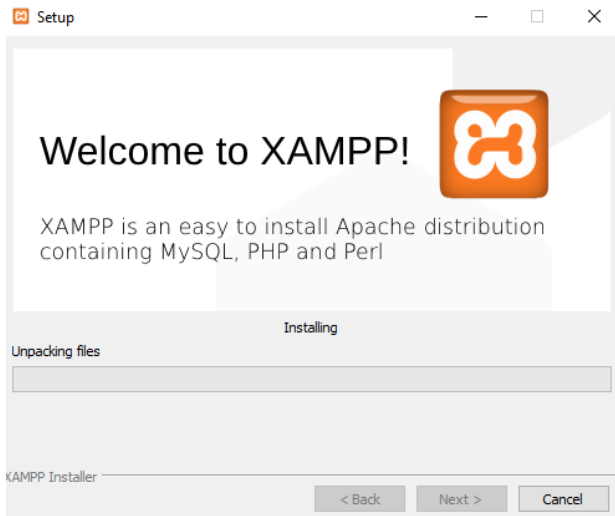 Setup
Welcome to XAMPP!
XAMPP is an easy to install Apache distribution
containing MySQL, PHP and Perl
Installing
Unpacking files
XAMPP Installer
< Back
Next >
Cancel